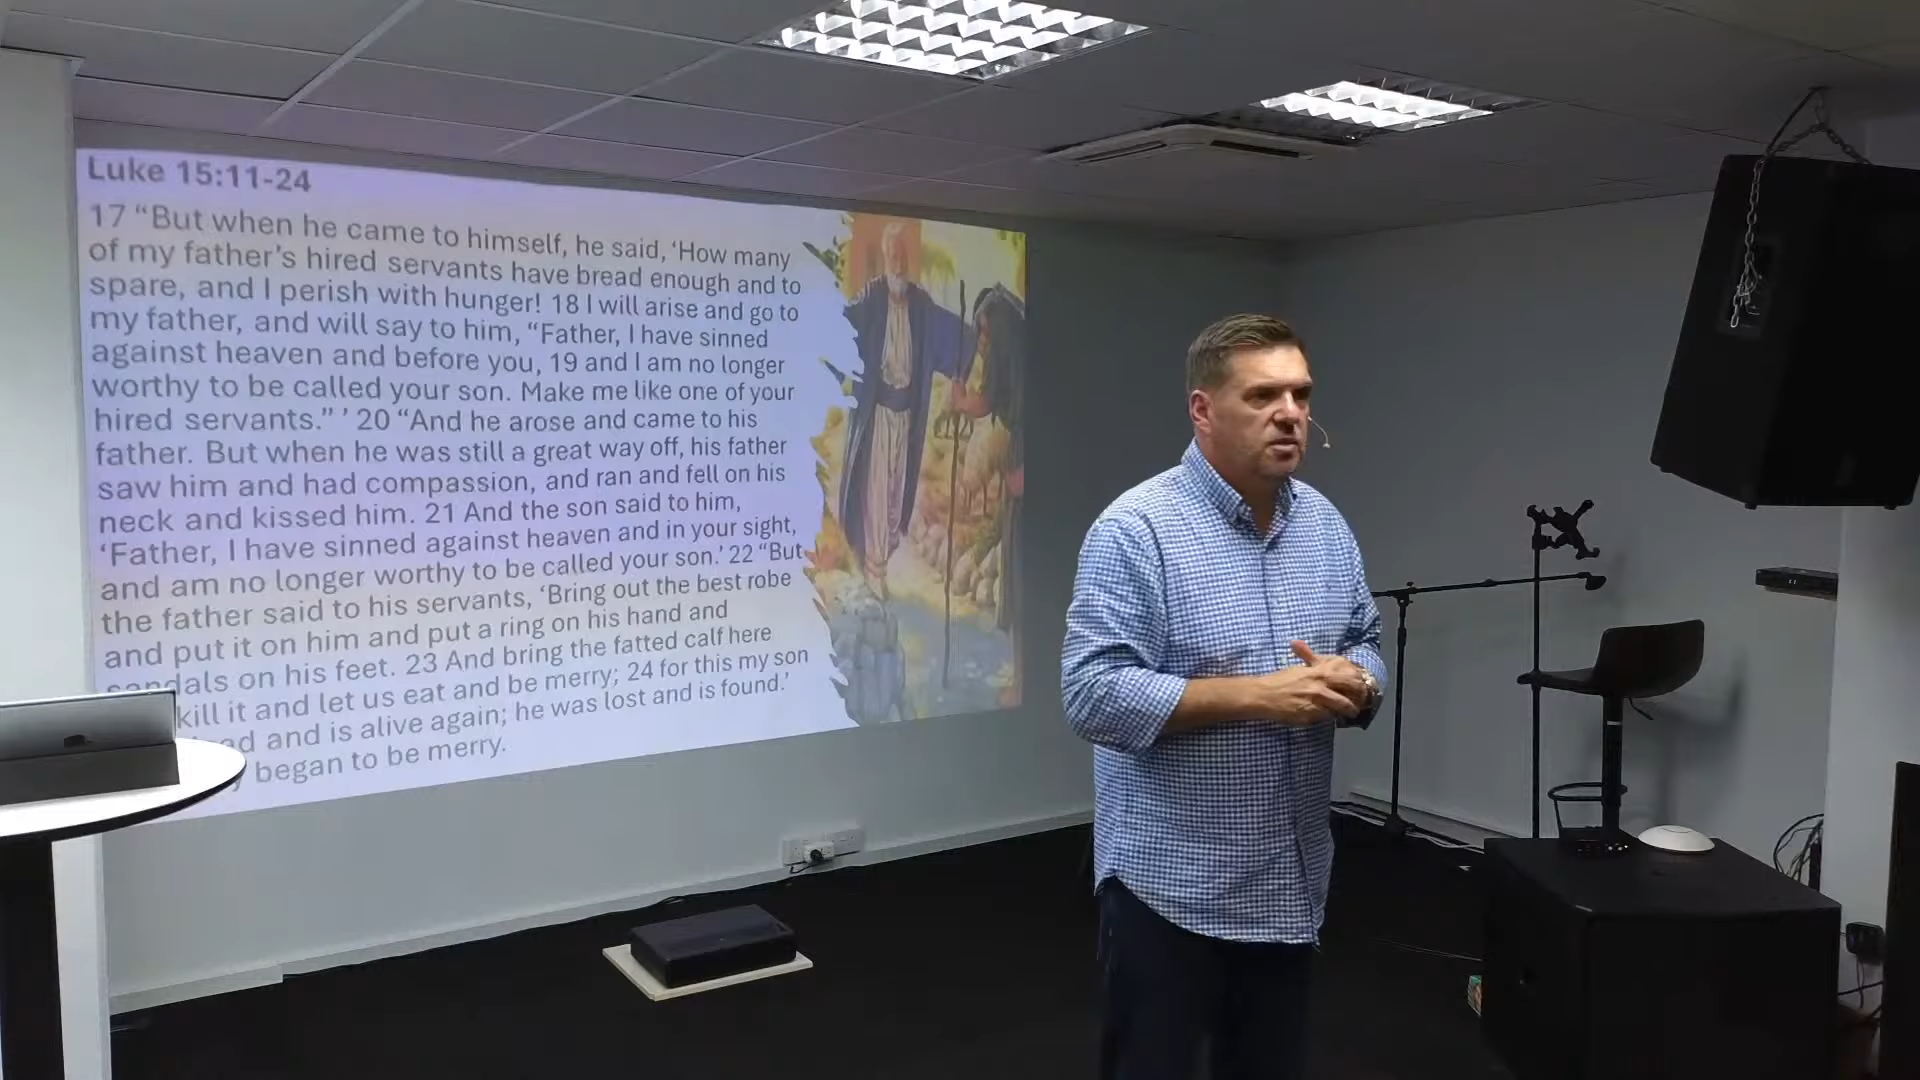 Luke 15:11-24
17 “But when he came to himself, he said, ‘How many
of my father’s hired servants have bread enough and to
spare, and I perish with hunger! 18 I will arise and go to
my father, and will say to him, “Father, I have sinned
against heaven and before you, 19 and I am no longer
worthy to be called your son. Make me like one of your
hired servants.” ’ 20 “And he arose and came to his
father. But when he was still a great way off, his father
saw him and had compassion, and ran and fell on his
neck and kissed him. 21 And the son said to him,
‘Father, I have sinned against heaven and in your sight,
and am no longer worthy to be called your son.’ 22 “But
the father said to his servants, ‘Bring out the best robe
and put it on him and put a ring on his hand and
sandals on his feet. 23 And bring the fatted calf here
kill it and let us eat and be merry; 24 for this my son
and is alive again; he was lost and is found.’
began to be merry.